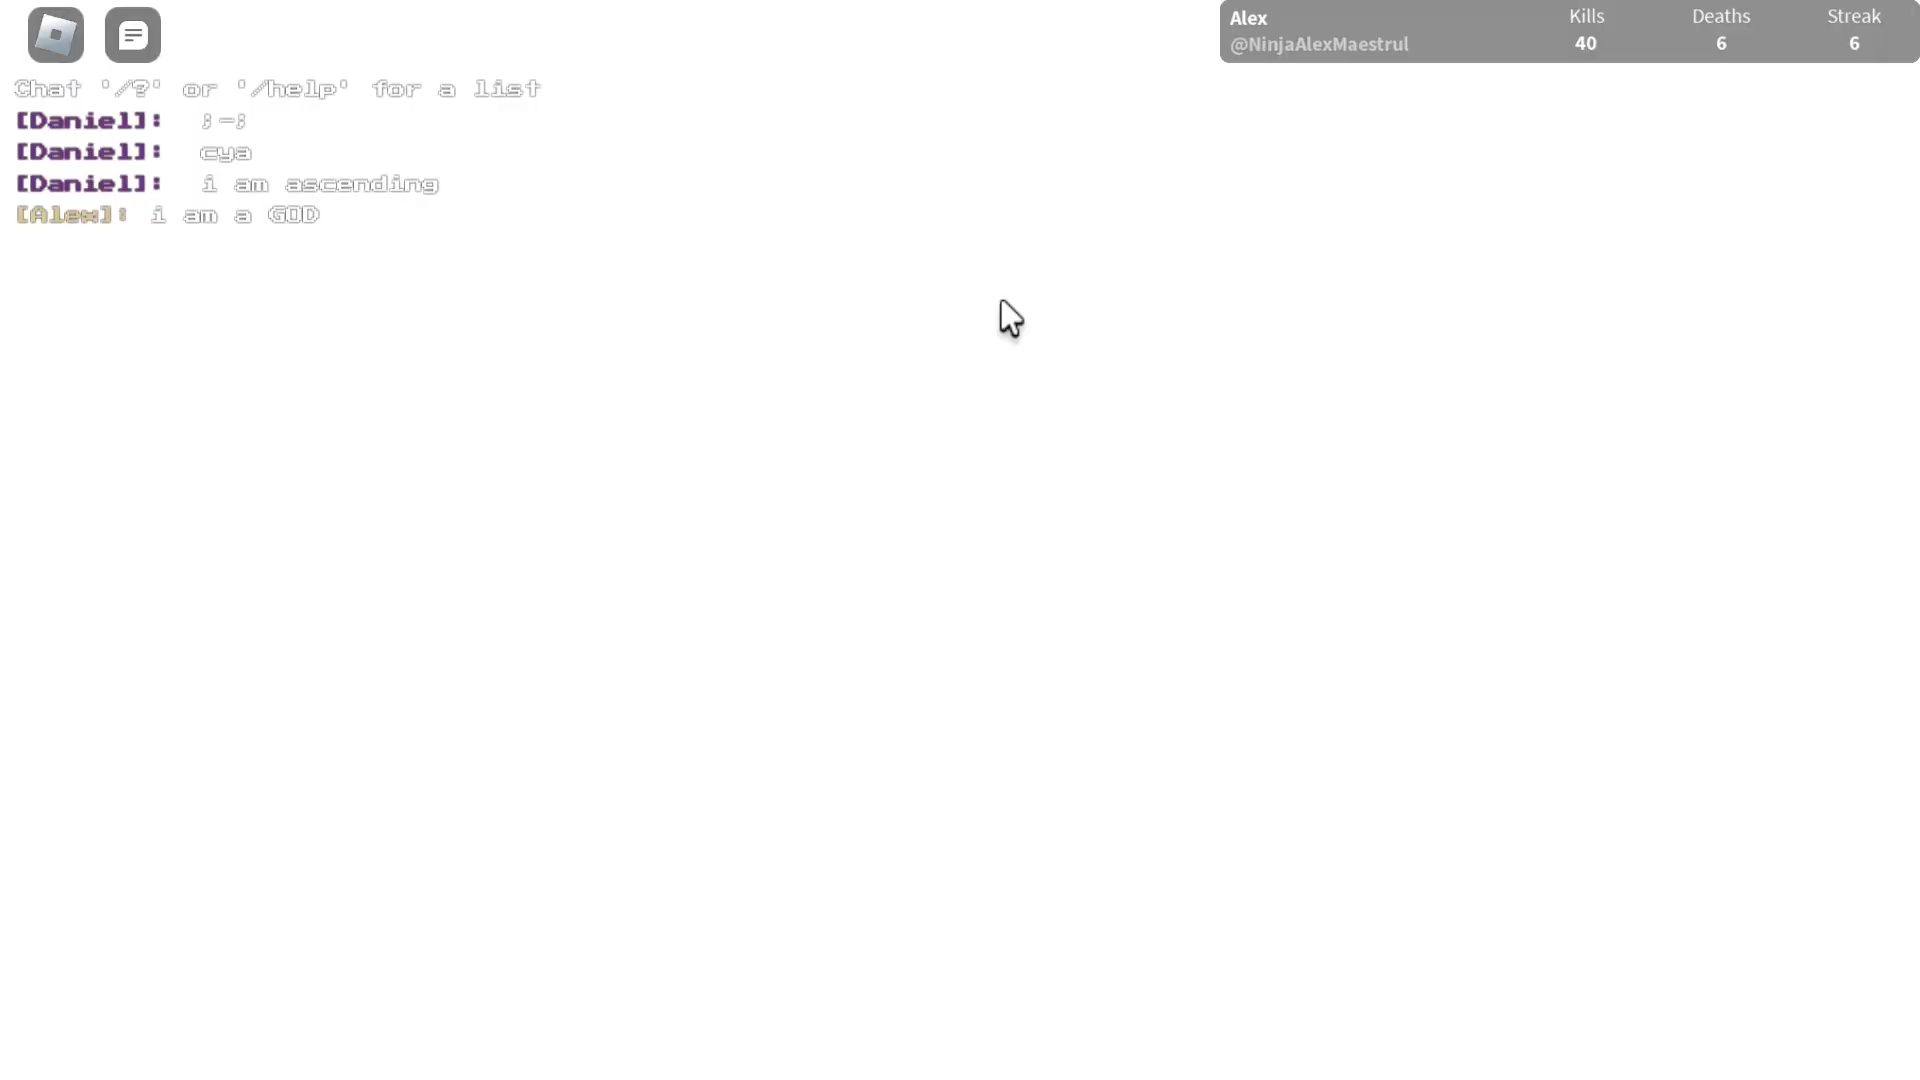 Alex Kills Deaths Streak
@NinjaAlexMaestrul 40 6 6
Chat '/?' or '/help' for a list
[Daniel]: ;-;
[Daniel]: cya
[Daniel]: i am ascending
[Alex]: i am a GOD